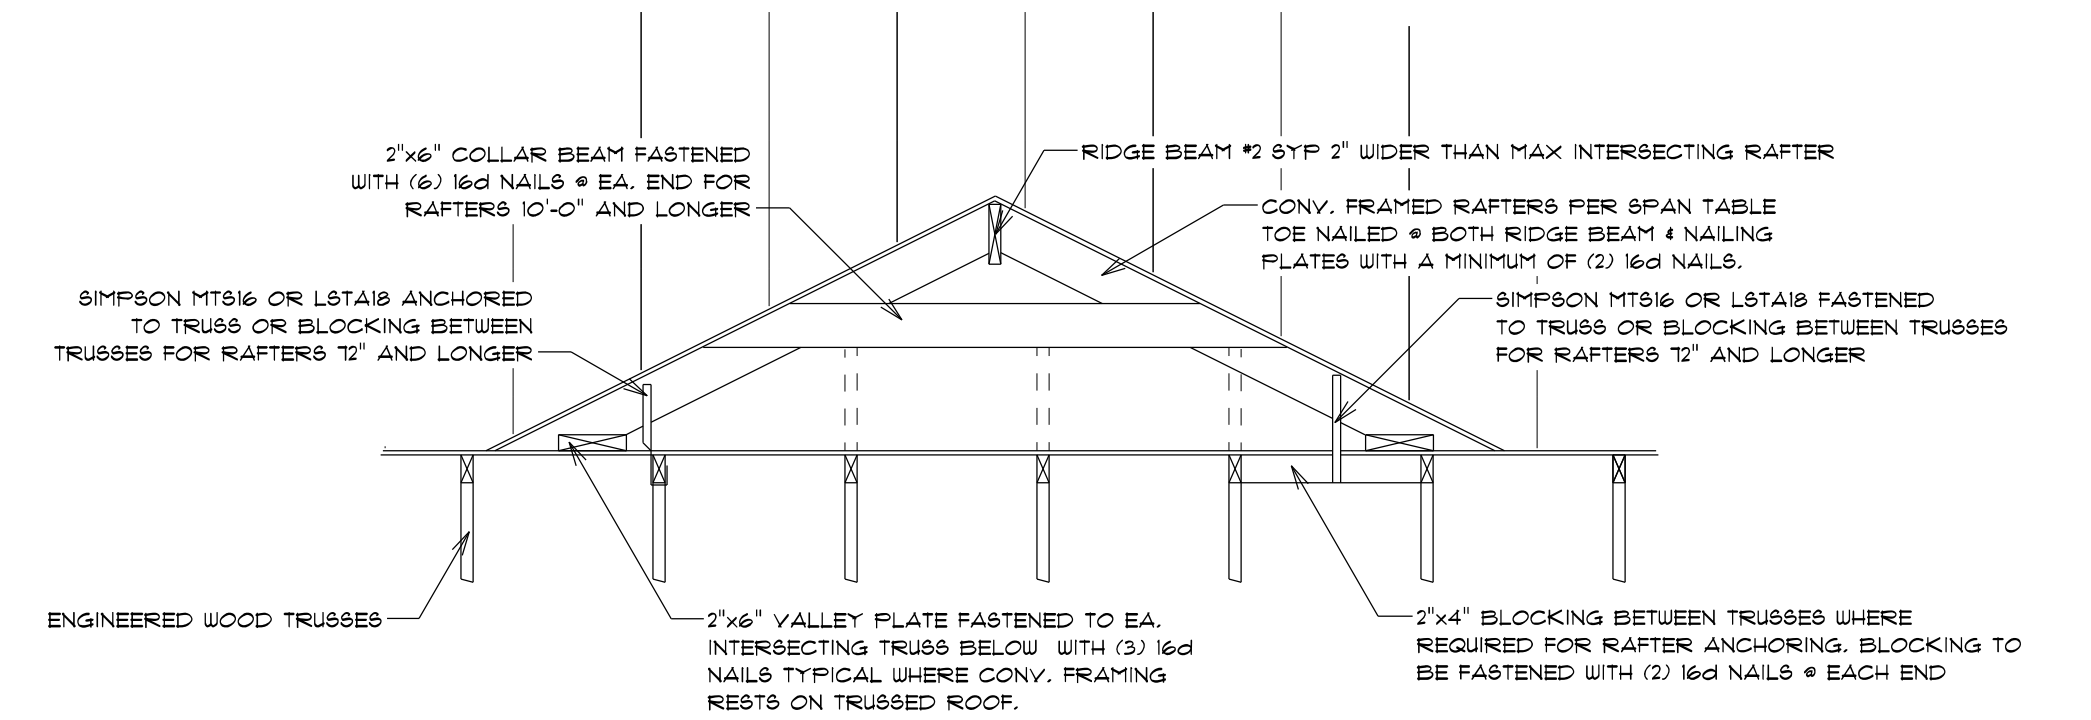 2"x6" COLLAR BEAM FASTENED
WITH (6) 16d NAILS @ EA. END FOR
RAFTERS 10'-0" AND LONGER
RIDGE BEAM #2 SYP 2" WIDER THAN MAX INTERSECTING RAFTER
CONV. FRAMED RAFTERS PER SPAN TABLE
TOE NAILED @ BOTH RIDGE BEAM & NAILING
PLATES WITH A MINIMUM OF (2) 16d NAILS.
SIMPSON MTS16 OR LSTA18 ANCHORED
TO TRUSS OR BLOCKING BETWEEN
TRUSSES FOR RAFTERS 72" AND LONGER
SIMPSON MTS16 OR LSTA18 FASTENED
TO TRUSS OR BLOCKING BETWEEN TRUSSES
FOR RAFTERS 72" AND LONGER
ENGINEERED WOOD TRUSSES
2"x6" VALLEY PLATE FASTENED TO EA.
INTERSECTING TRUSS BELOW WITH (3) 16d
NAILS TYPICAL WHERE CONV. FRAMING
RESTS ON TRUSSED ROOF.
2"x4" BLOCKING BETWEEN TRUSSES WHERE
REQUIRED FOR RAFTER ANCHORING. BLOCKING TO
BE FASTENED WITH (2) 16d NAILS @ EACH END